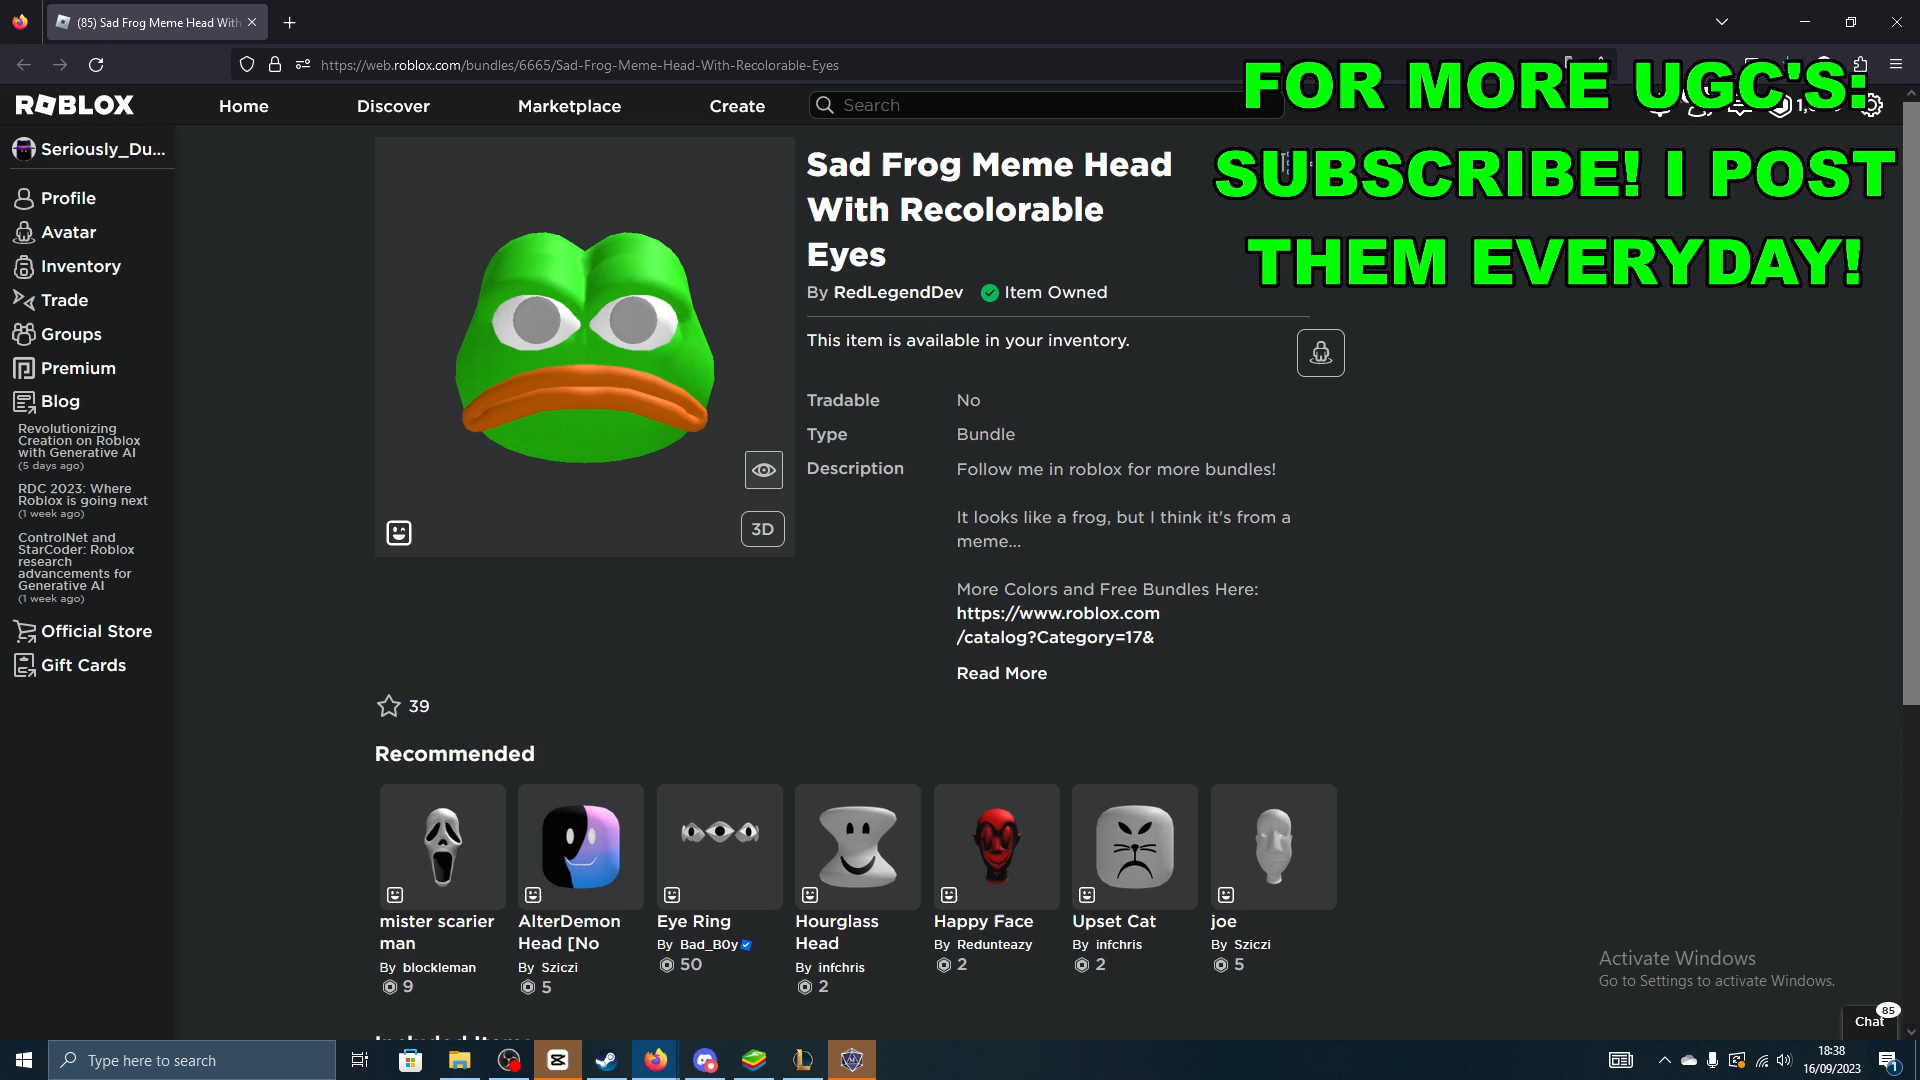 (85) Sad Frog Meme Head With
https://web.roblox.com/bundles/6665/Sad-Frog-Meme-Head-With-Recolorable-Eyes
FOR MORE UGC'S:
SUBSCRIBE! I POST
THEM EVERYDAY!
ROBLOX
Home
Discover
Marketplace
Create
Search
Seriously_Du...
Profile
Avatar
Inventory
Trade
Groups
Premium
Blog
Revolutionizing
Creation on Roblox
with Generative AI
(5 days ago)
RDC 2023: Where
Roblox is going next
(1 week ago)
ControlNet and
StarCoder: Roblox
research
advancements for
Generative AI
(1 week ago)
Official Store
Gift Cards
3D
Sad Frog Meme Head
With Recolorable
Eyes
By RedLegendDev Item Owned
This item is available in your inventory.
Tradable No
Type Bundle
Description Follow me in roblox for more bundles!
It looks like a frog, but I think it's from a
meme...
More Colors and Free Bundles Here:
https://www.roblox.com
/catalog?Category=17&
Read More
39
Recommended
mister scarier
man
By blockleman
9
AlterDemon
Head [No
By Sziczi
5
Eye Ring
By Bad_B0y
50
Hourglass
Head
By infchris
2
Happy Face
By Redunteazy
2
Upset Cat
By infchris
2
joe
By Sziczi
5
Activate Windows
Go to Settings to activate Windows.
Chat
85
Type here to search
18:38
16/09/2023
1